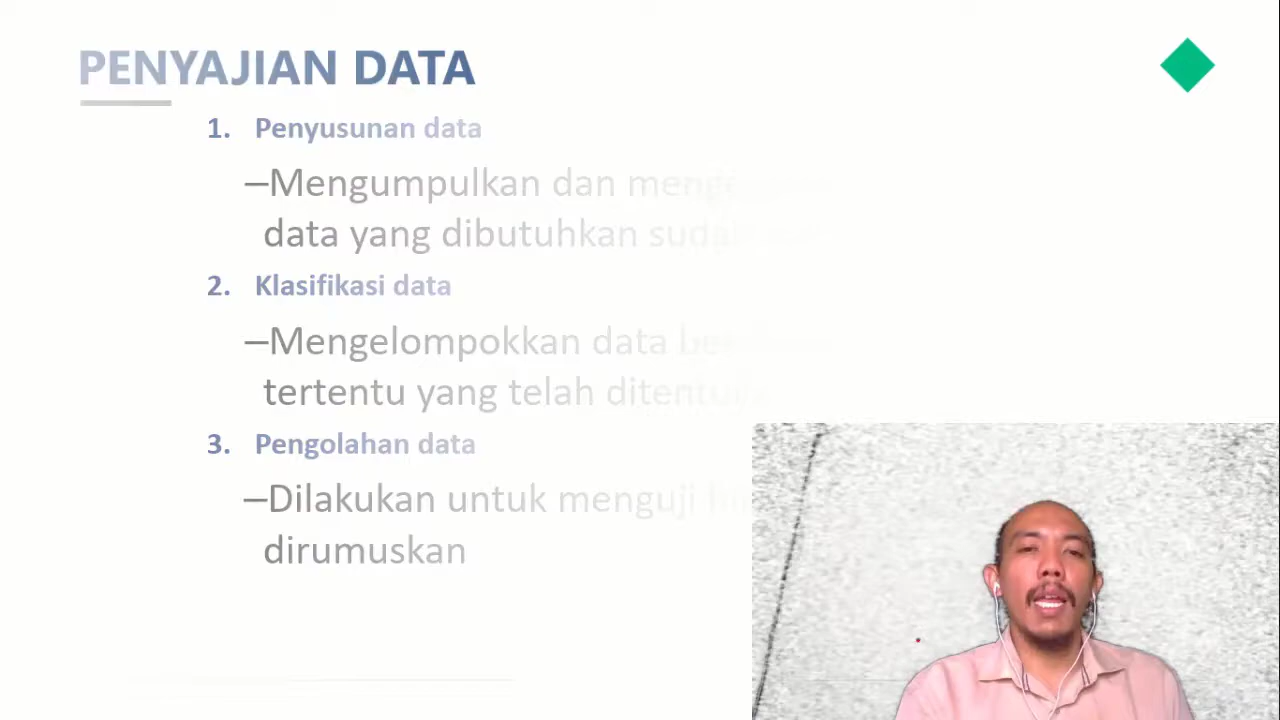 PENYAJIAN DATA
1. Penyusunan data
–Mengumpulkan dan
data yang dibutuhkan sudah
2. Klasifikasi data
–Mengelompokkan data
tertentu yang telah
3. Pengolahan data
–Dilakukan untuk menguji
dirumuskan